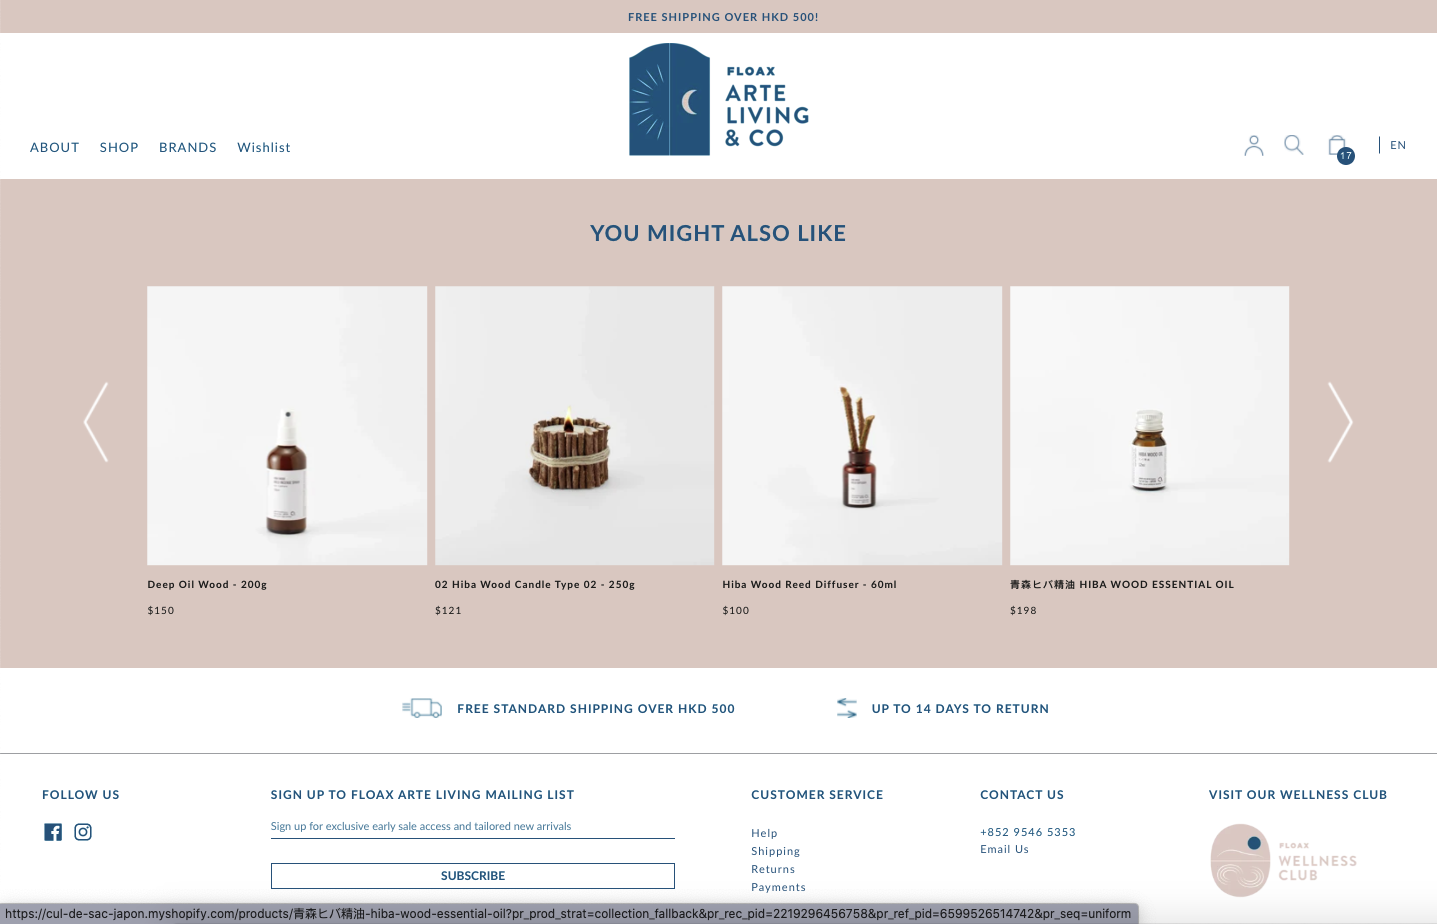 FREE SHIPPING OVER HKD 500!
FLOAX
ARTE
LIVING
& CO
ABOUT SHOP BRANDS Wishlist
17
EN
YOU MIGHT ALSO LIKE
HIBA WOOD OIL
Deep Oil Wood - 200g
$150
02 Hiba Wood Candle Type 02 - 250g
$121
Hiba Wood Reed Diffuser - 60ml
$100
青森ヒバ精油 HIBA WOOD ESSENTIAL OIL
$198
FREE STANDARD SHIPPING OVER HKD 500
UP TO 14 DAYS TO RETURN
FOLLOW US
SIGN UP TO FLOAX ARTE LIVING MAILING LIST
Sign up for exclusive early sale access and tailored new arrivals
SUBSCRIBE
CUSTOMER SERVICE
Help
Shipping
Returns
Payments
CONTACT US
+852 9546 5353
Email Us
VISIT OUR WELLNESS CLUB
FLOAX
WELLNESS
CLUB
https://cul-de-sac-japon.myshopify.com/products/青森ヒバ精油-hiba-wood-essential-oil?pr_prod_strat=collection_fallback&pr_rec_pid=2219296456758&pr_ref_pid=6599526514742&pr_seq=uniform